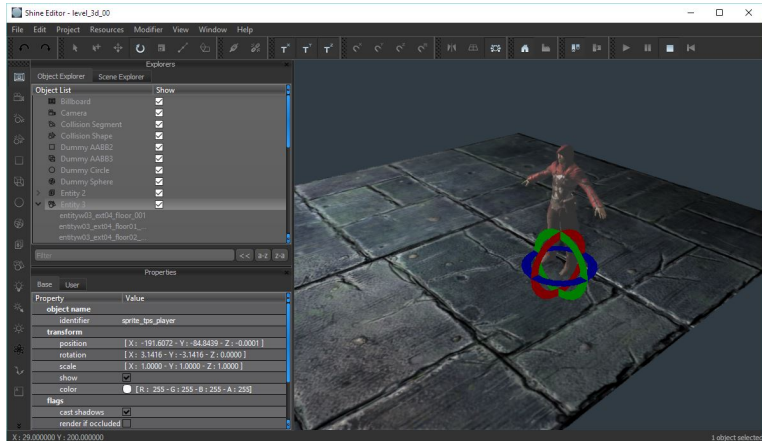 Shine Editor - level_3d_00
File Edit Project Resources Modifier View Window Help
Explorers
Object Explorer Scene Explorer
Object List Show
Billboard
Camera
Collision Segment
Collision Shape
Dummy AABB2
Dummy AABB3
Dummy Circle
Dummy Sphere
Entity 2
Entity 3
entityw03_ext04_floor_001
entityw03_ext04_floor01_...
entityw03_ext04_floor02_...
Filter << a-z z-a
Properties
Base User
Property Value
object name
identifier sprite_tps_player
transform
position [ X : -191.6072 - Y : -84.8439 - Z : -0.0001 ]
rotation [ X : 3.1416 - Y : -3.1416 - Z : 0.0000 ]
scale [ X : 1.0000 - Y : 1.0000 - Z : 1.0000 ]
show
color [ R : 255 - G : 255 - B : 255 - A : 255]
flags
cast shadows
render if occluded
X : 29.000000 Y : 200.000000 1 object selected